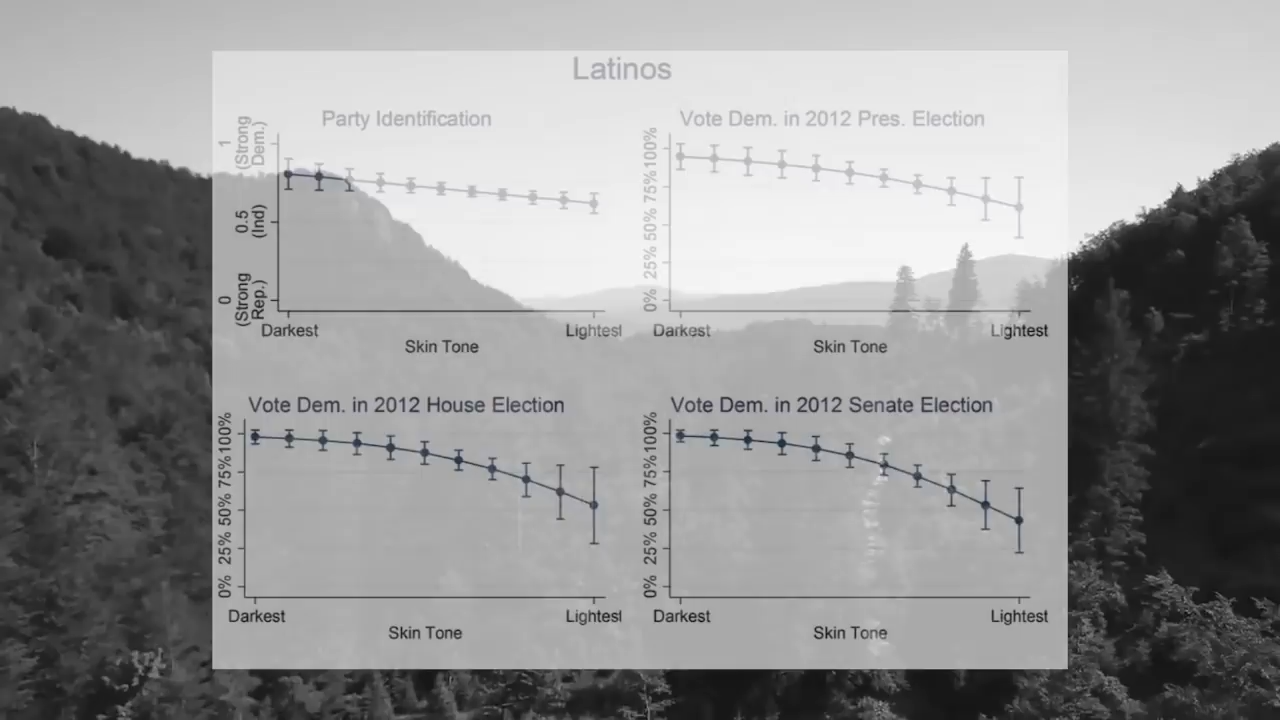 Latinos
Party Identification
1
(Strong
Dem.)
0.5
(Ind)
0
(Strong
Rep.)
Darkest
Lightest
Skin Tone
Vote Dem. in 2012 Pres. Election
100%
75%
50%
25%
0%
Darkest
Lightest
Skin Tone
Vote Dem. in 2012 House Election
100%
75%
50%
25%
0%
Darkest
Lightest
Skin Tone
Vote Dem. in 2012 Senate Election
100%
75%
50%
25%
0%
Darkest
Lightest
Skin Tone